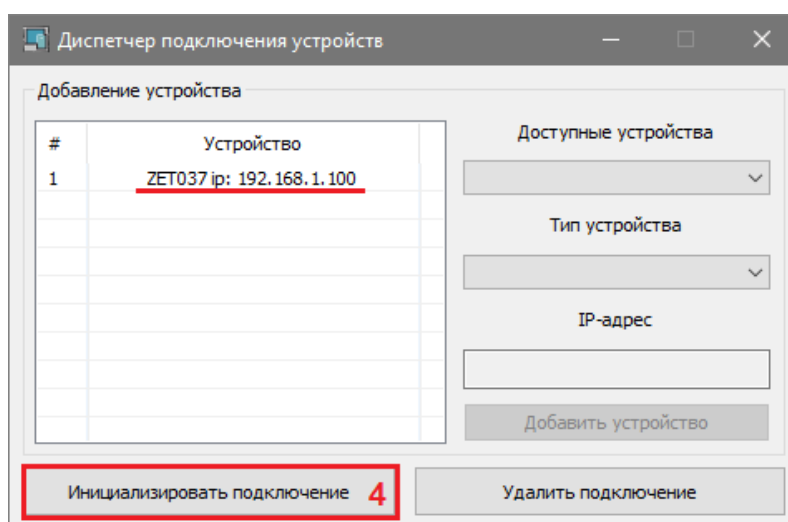 Диспетчер подключения устройств
Добавление устройства
# Устройство
1 ZET037 ip: 192.168.1.100
Доступные устройства
Тип устройства
IP-адрес
Добавить устройство
Инициализировать подключение 4
Удалить подключение